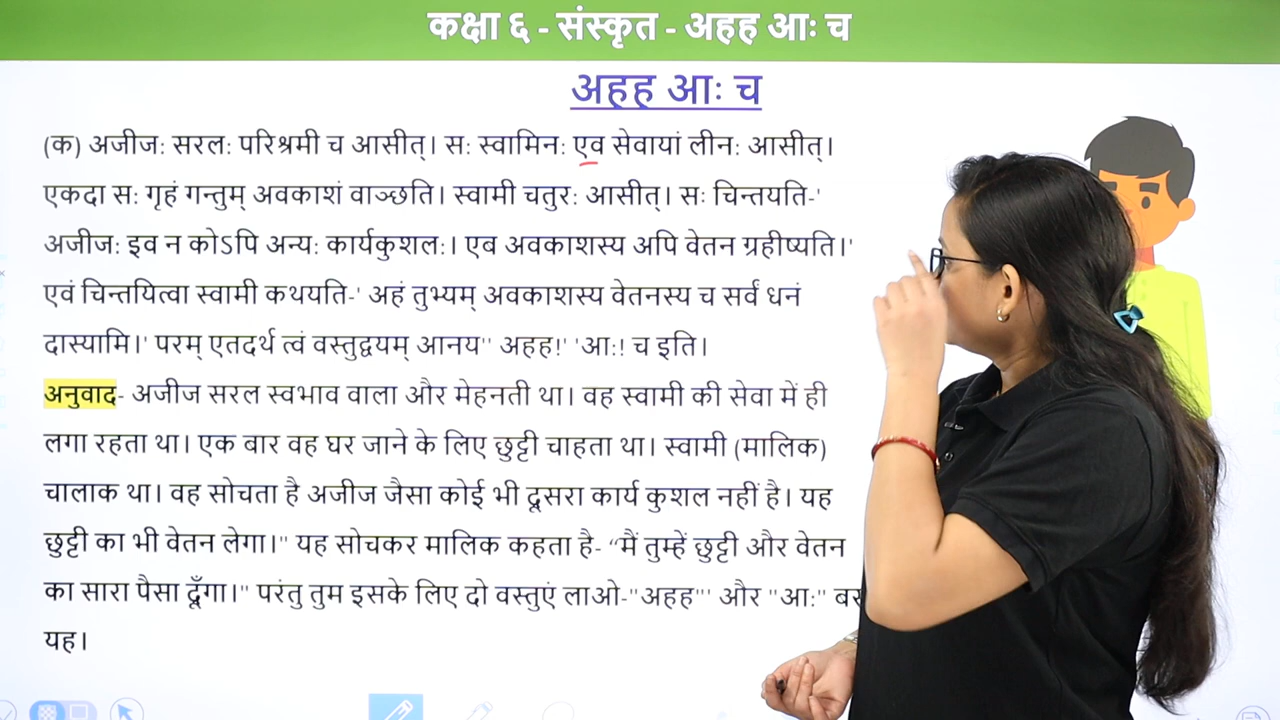 कक्षा ६ - संस्कृत - अहह आः च
अहह आः च
(क) अजीज: सरल: परिश्रमी च आसीत्। स: स्वामिन: एव सेवायां लीन: आसीत्।
एकदा स: गृहं गन्तुम् अवकाशं वाञ्छति। स्वामी चतुर: आसीत्। सः चिन्तयति-'
अजीज: इव न कोऽपि अन्य: कार्यकुशल:। एब अवकाशस्य अपि वेतन ग्रहीष्यति।'
एवं चिन्तयित्वा स्वामी कथयति-' अहं तुभ्यम् अवकाशस्य वेतनस्य च सर्वं धनं
दास्यामि।' परम् एतदर्थ त्वं वस्तुद्वयम् आनय'' अहह!' 'आ:! च इति।
अनुवाद- अजीज सरल स्वभाव वाला और मेहनती था। वह स्वामी की सेवा में ही
लगा रहता था। एक बार वह घर जाने के लिए छुट्टी चाहता था। स्वामी (मालिक)
चालाक था। वह सोचता है अजीज जैसा कोई भी दूसरा कार्य कुशल नहीं है। यह
छुट्टी का भी वेतन लेगा।" यह सोचकर मालिक कहता है- “मैं तुम्हें छुट्टी और वेतन
का सारा पैसा दूँगा।" परंतु तुम इसके लिए दो वस्तुएं लाओ-"अहह"' और "आ:"
यह।